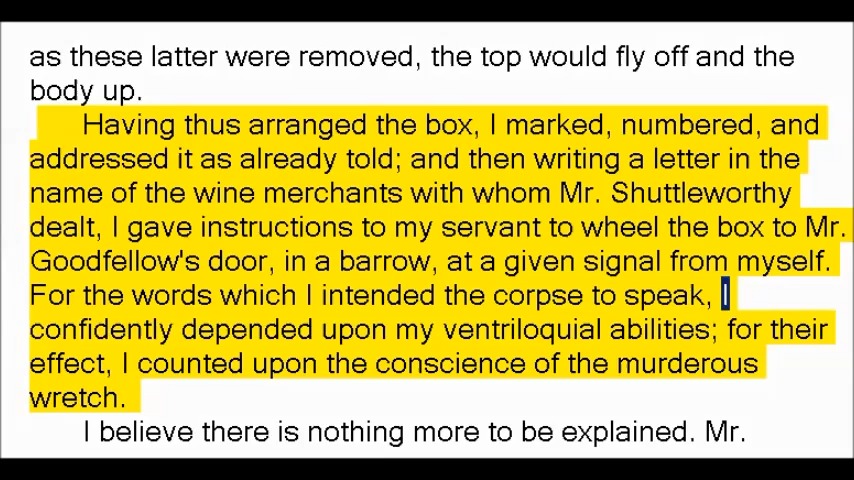 as these latter were removed, the top would fly off and the
body up.
Having thus arranged the box, I marked, numbered, and
addressed it as already told; and then writing a letter in the
name of the wine merchants with whom Mr. Shuttleworthy
dealt, I gave instructions to my servant to wheel the box to Mr.
Goodfellow's door, in a barrow, at a given signal from myself.
For the words which I intended the corpse to speak, I
confidently depended upon my ventriloquial abilities; for their
effect, I counted upon the conscience of the murderous
wretch.
I believe there is nothing more to be explained. Mr.